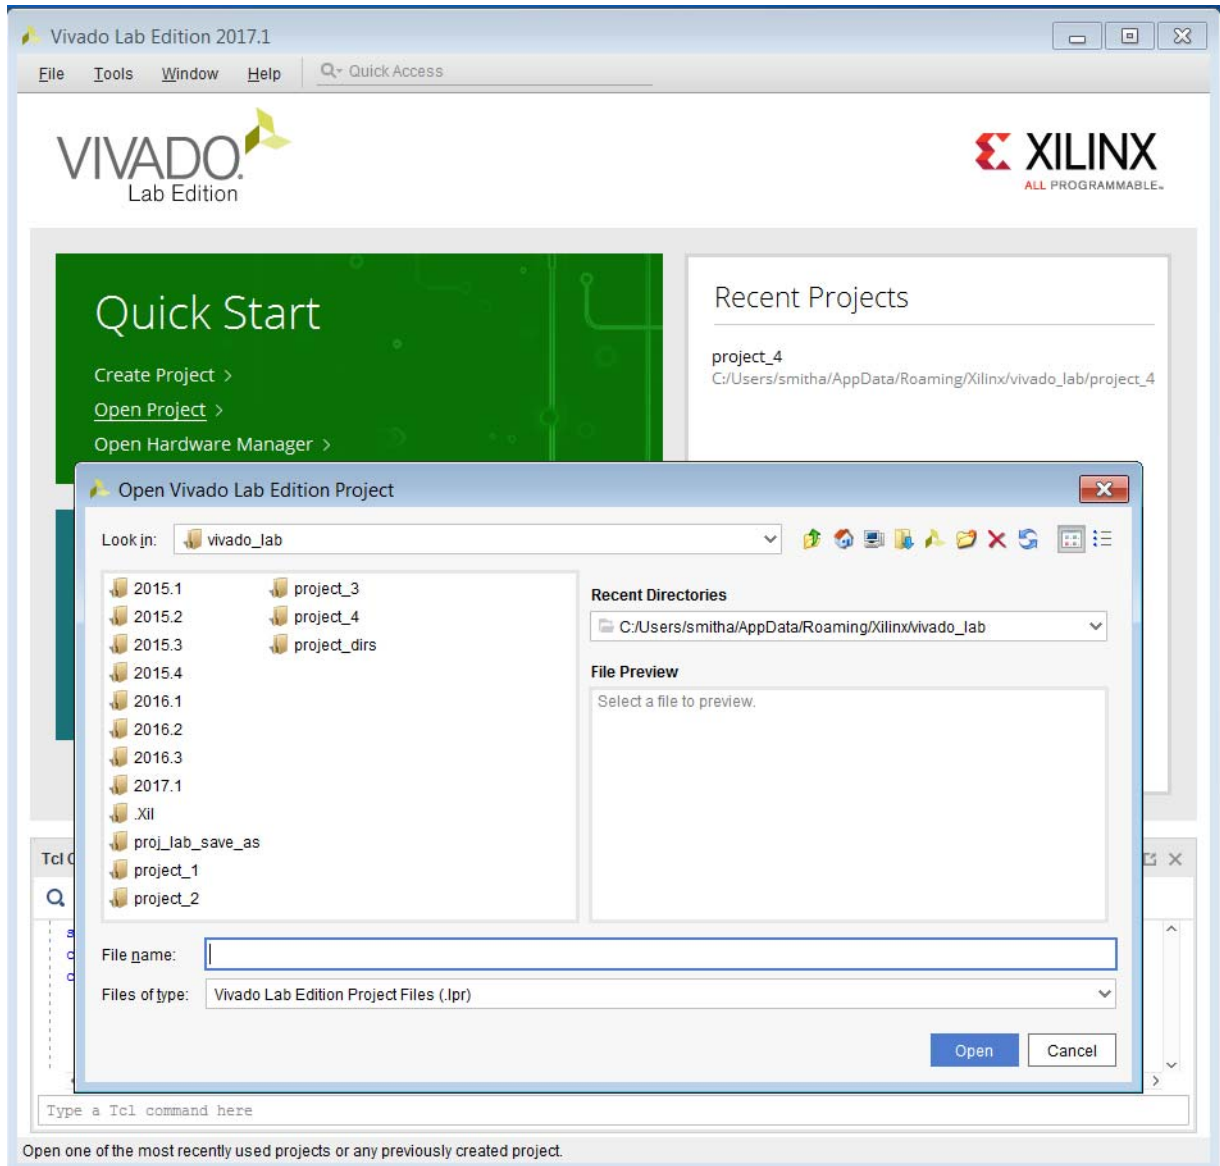 Vivado Lab Edition 2017.1
File Tools Window Help Quick Access
VIVADO.
Lab Edition
XILINX
ALL PROGRAMMABLE™
Quick Start
Create Project >
Open Project >
Open Hardware Manager >
Recent Projects
project_4
C:/Users/smitha/AppData/Roaming/Xilinx/vivado_lab/project_4
Open Vivado Lab Edition Project
Look in: vivado_lab
2015.1
2015.2
2015.3
2015.4
2016.1
2016.2
2016.3
2017.1
.Xil
proj_lab_save_as
project_1
project_2
project_3
project_4
project_dirs
Recent Directories
C:/Users/smitha/AppData/Roaming/Xilinx/vivado_lab
File Preview
Select a file to preview.
File name:
Files of type: Vivado Lab Edition Project Files (.lpr)
Open Cancel
Tcl
Type a Tcl command here
Open one of the most recently used projects or any previously created project.